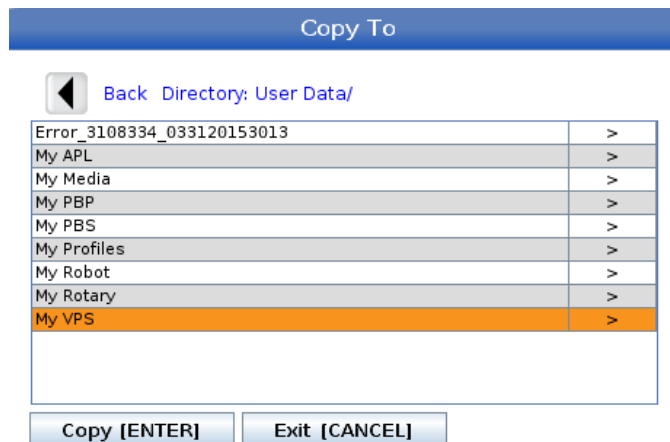 Copy To
Back Directory: User Data/
Error_3108334_033120153013 >
My APL >
My Media >
My PBP >
My PBS >
My Profiles >
My Robot >
My Rotary >
My VPS >
Copy [ENTER] Exit [CANCEL]